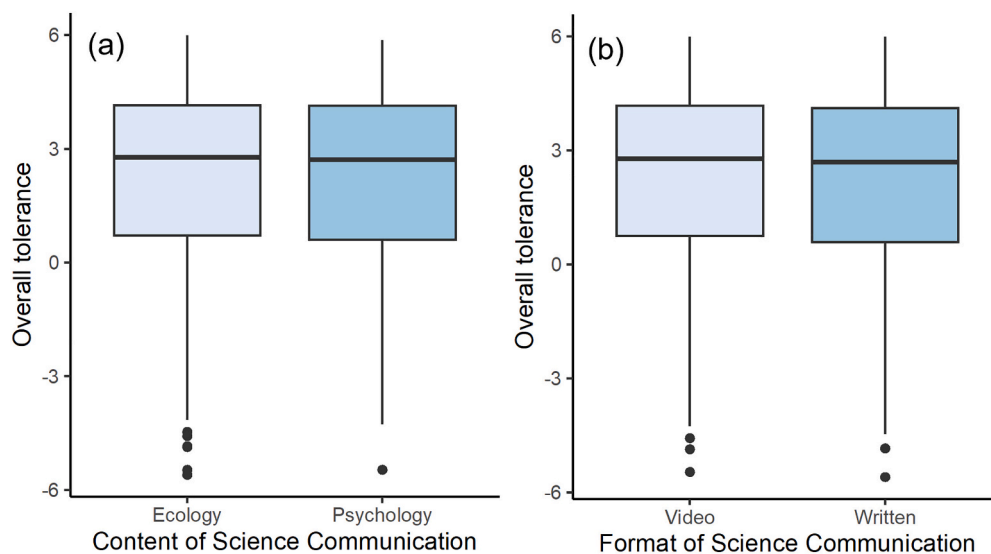 (a)
Overall tolerance
6
3
0
-3
-6
Ecology Psychology
Content of Science Communication
(b)
Overall tolerance
6
3
0
-3
-6
Video Written
Format of Science Communication